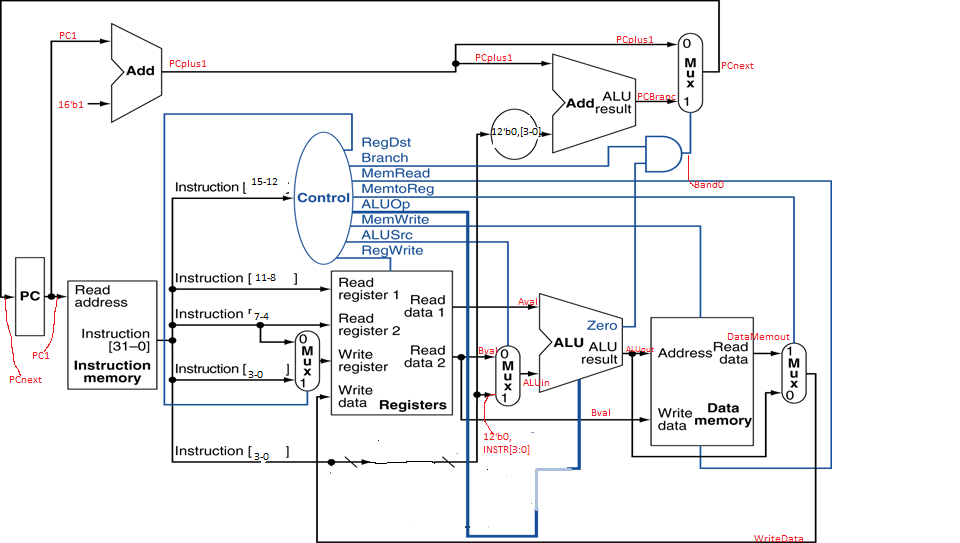 PC1
PCplus1
Add
16'b1
PCplus1
PCplus1
0
Mux
1
PCnext
Add
ALU
result
PCBranc
12'b0,[3-0]
RegDst
Branch
MemRead
MemtoReg
ALUOp
MemWrite
ALUSrc
RegWrite
Band0
Control
Instruction [ 15-12
Instruction [ 11-8 ]
Instruction [ 7-4
Instruction [ 3-0 ]
Instruction [ 3-0 ]
PC
PC1
PCnext
Read
address
Instruction
[31–0]
Instruction
memory
0
Mux
1
Read
register 1
Read
register 2
Write
register
Write
data
Read
data 1
Read
data 2
Registers
Aval
Bval
0
Mux
1
ALUin
12'b0,
INSTR[3:0]
Zero
ALU
ALU
result
ALUout
Bval
Address
Read
data
Write
data
Data
memory
DataMemout
1
Mux
0
WriteData